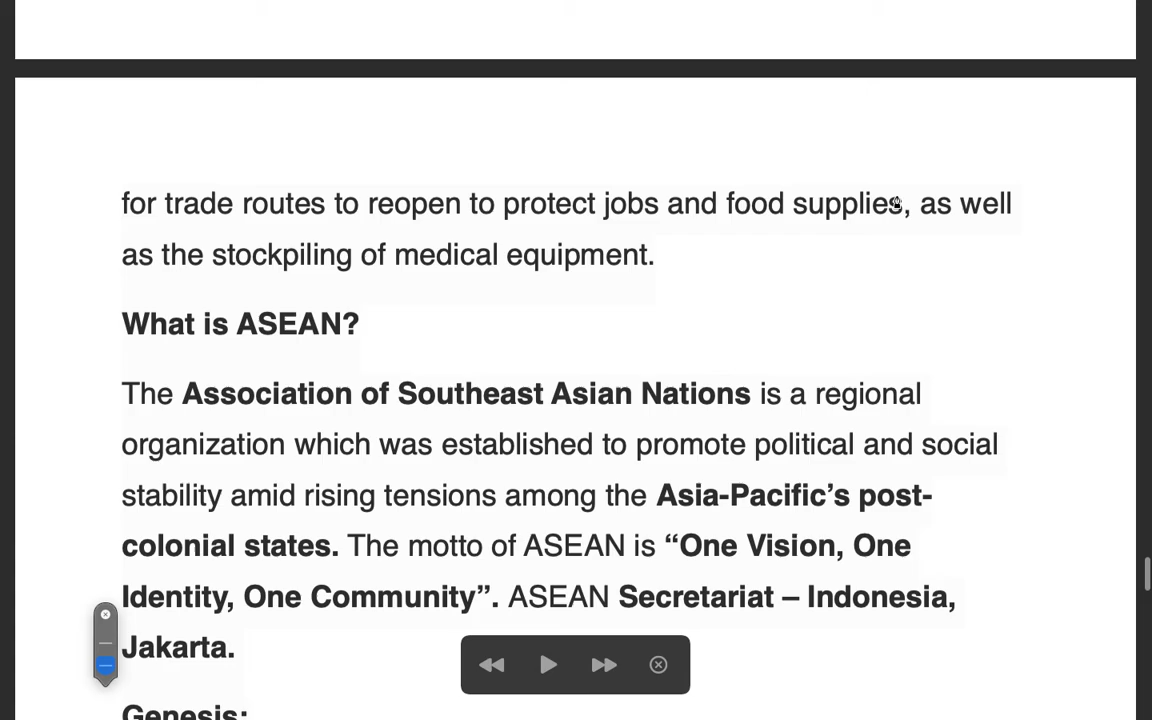 for trade routes to reopen to protect jobs and food supplies, as well
as the stockpiling of medical equipment.
What is ASEAN?
The Association of Southeast Asian Nations is a regional
organization which was established to promote political and social
stability amid rising tensions among the Asia-Pacific’s post-
colonial states. The motto of ASEAN is “One Vision, One
Identity, One Community”. ASEAN Secretariat – Indonesia,
Jakarta.
Genesis: